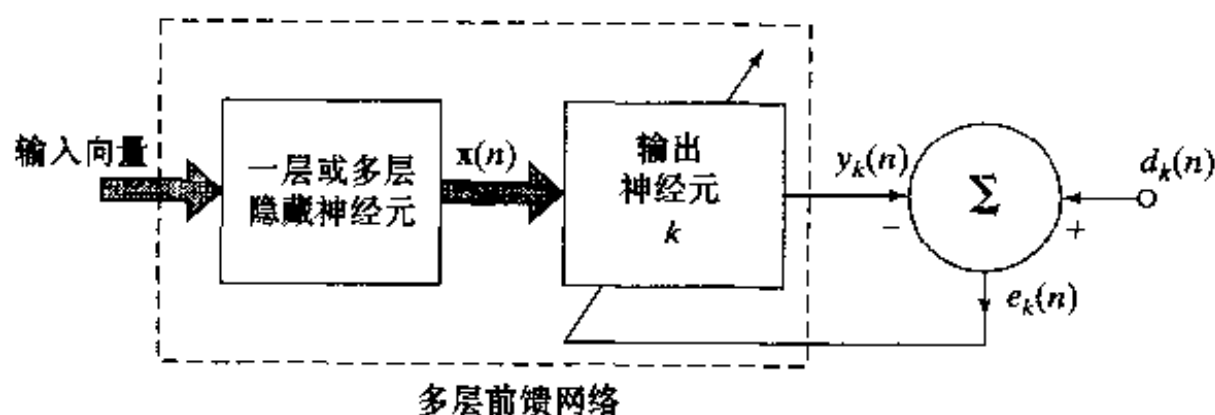 输入向量
一层或多层
隐藏神经元
x(n)
输出
神经元
k
y_k(n)
−
Σ
+
d_k(n)
e_k(n)
多层前馈网络